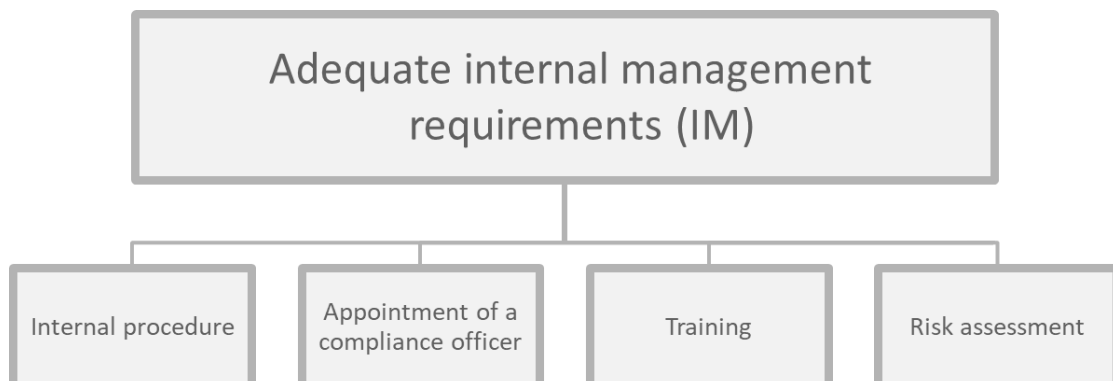 Adequate internal management
requirements (IM)
Internal procedure
Appointment of a
compliance officer
Training
Risk assessment